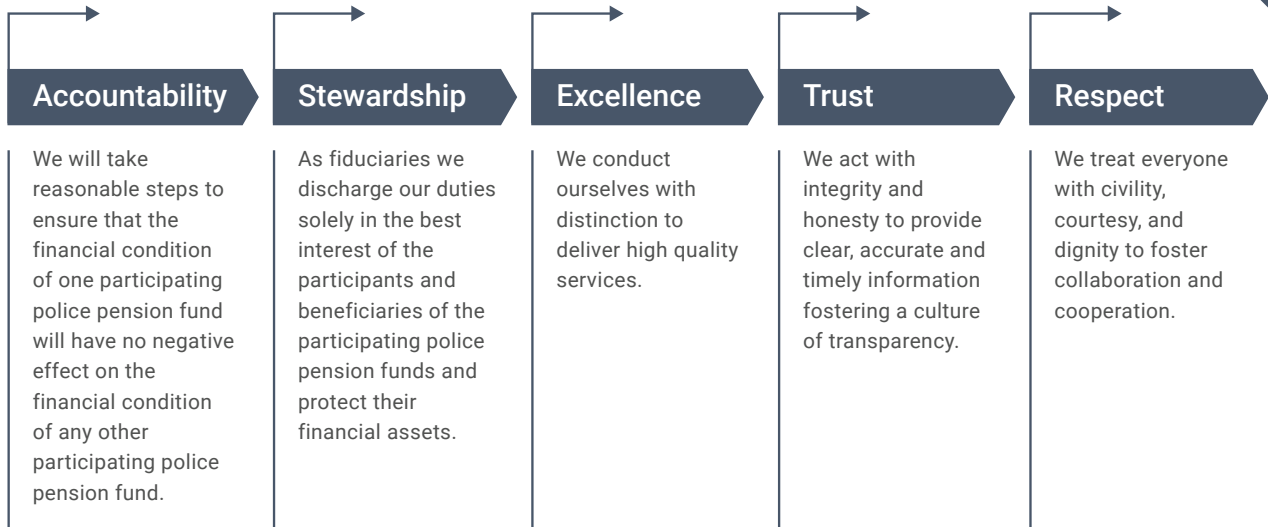 Accountability
We will take
reasonable steps to
ensure that the
financial condition
of one participating
police pension fund
will have no negative
effect on the
financial condition
of any other
participating police
pension fund.
Stewardship
As fiduciaries we
discharge our duties
solely in the best
interest of the
participants and
beneficiaries of the
participating police
pension funds and
protect their
financial assets.
Excellence
We conduct
ourselves with
distinction to
deliver high quality
services.
Trust
We act with
integrity and
honesty to provide
clear, accurate and
timely information
fostering a culture
of transparency.
Respect
We treat everyone
with civility,
courtesy, and
dignity to foster
collaboration and
cooperation.